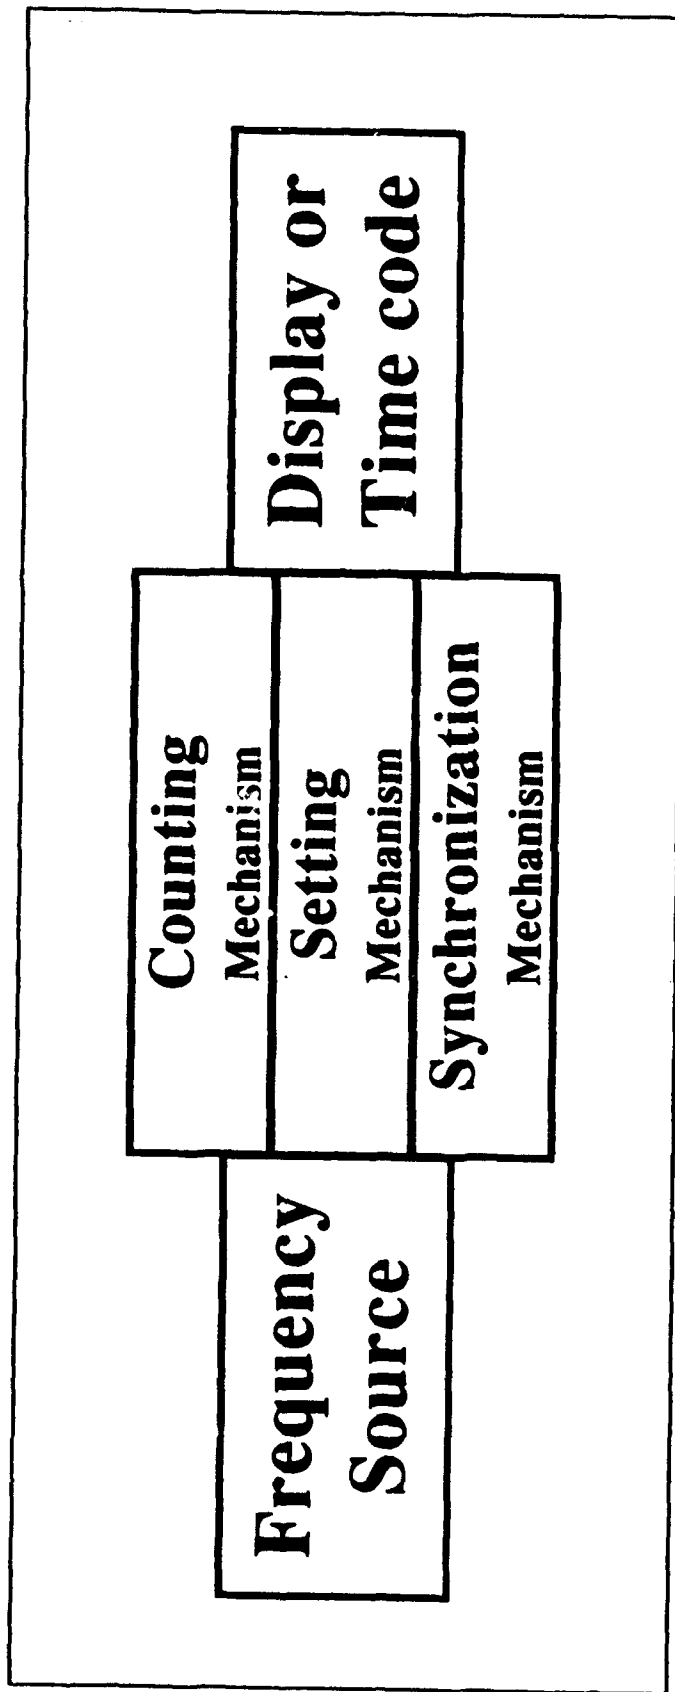 Frequency
Source
Counting
Mechanism
Setting
Mechanism
Synchronization
Mechanism
Display or
Time code